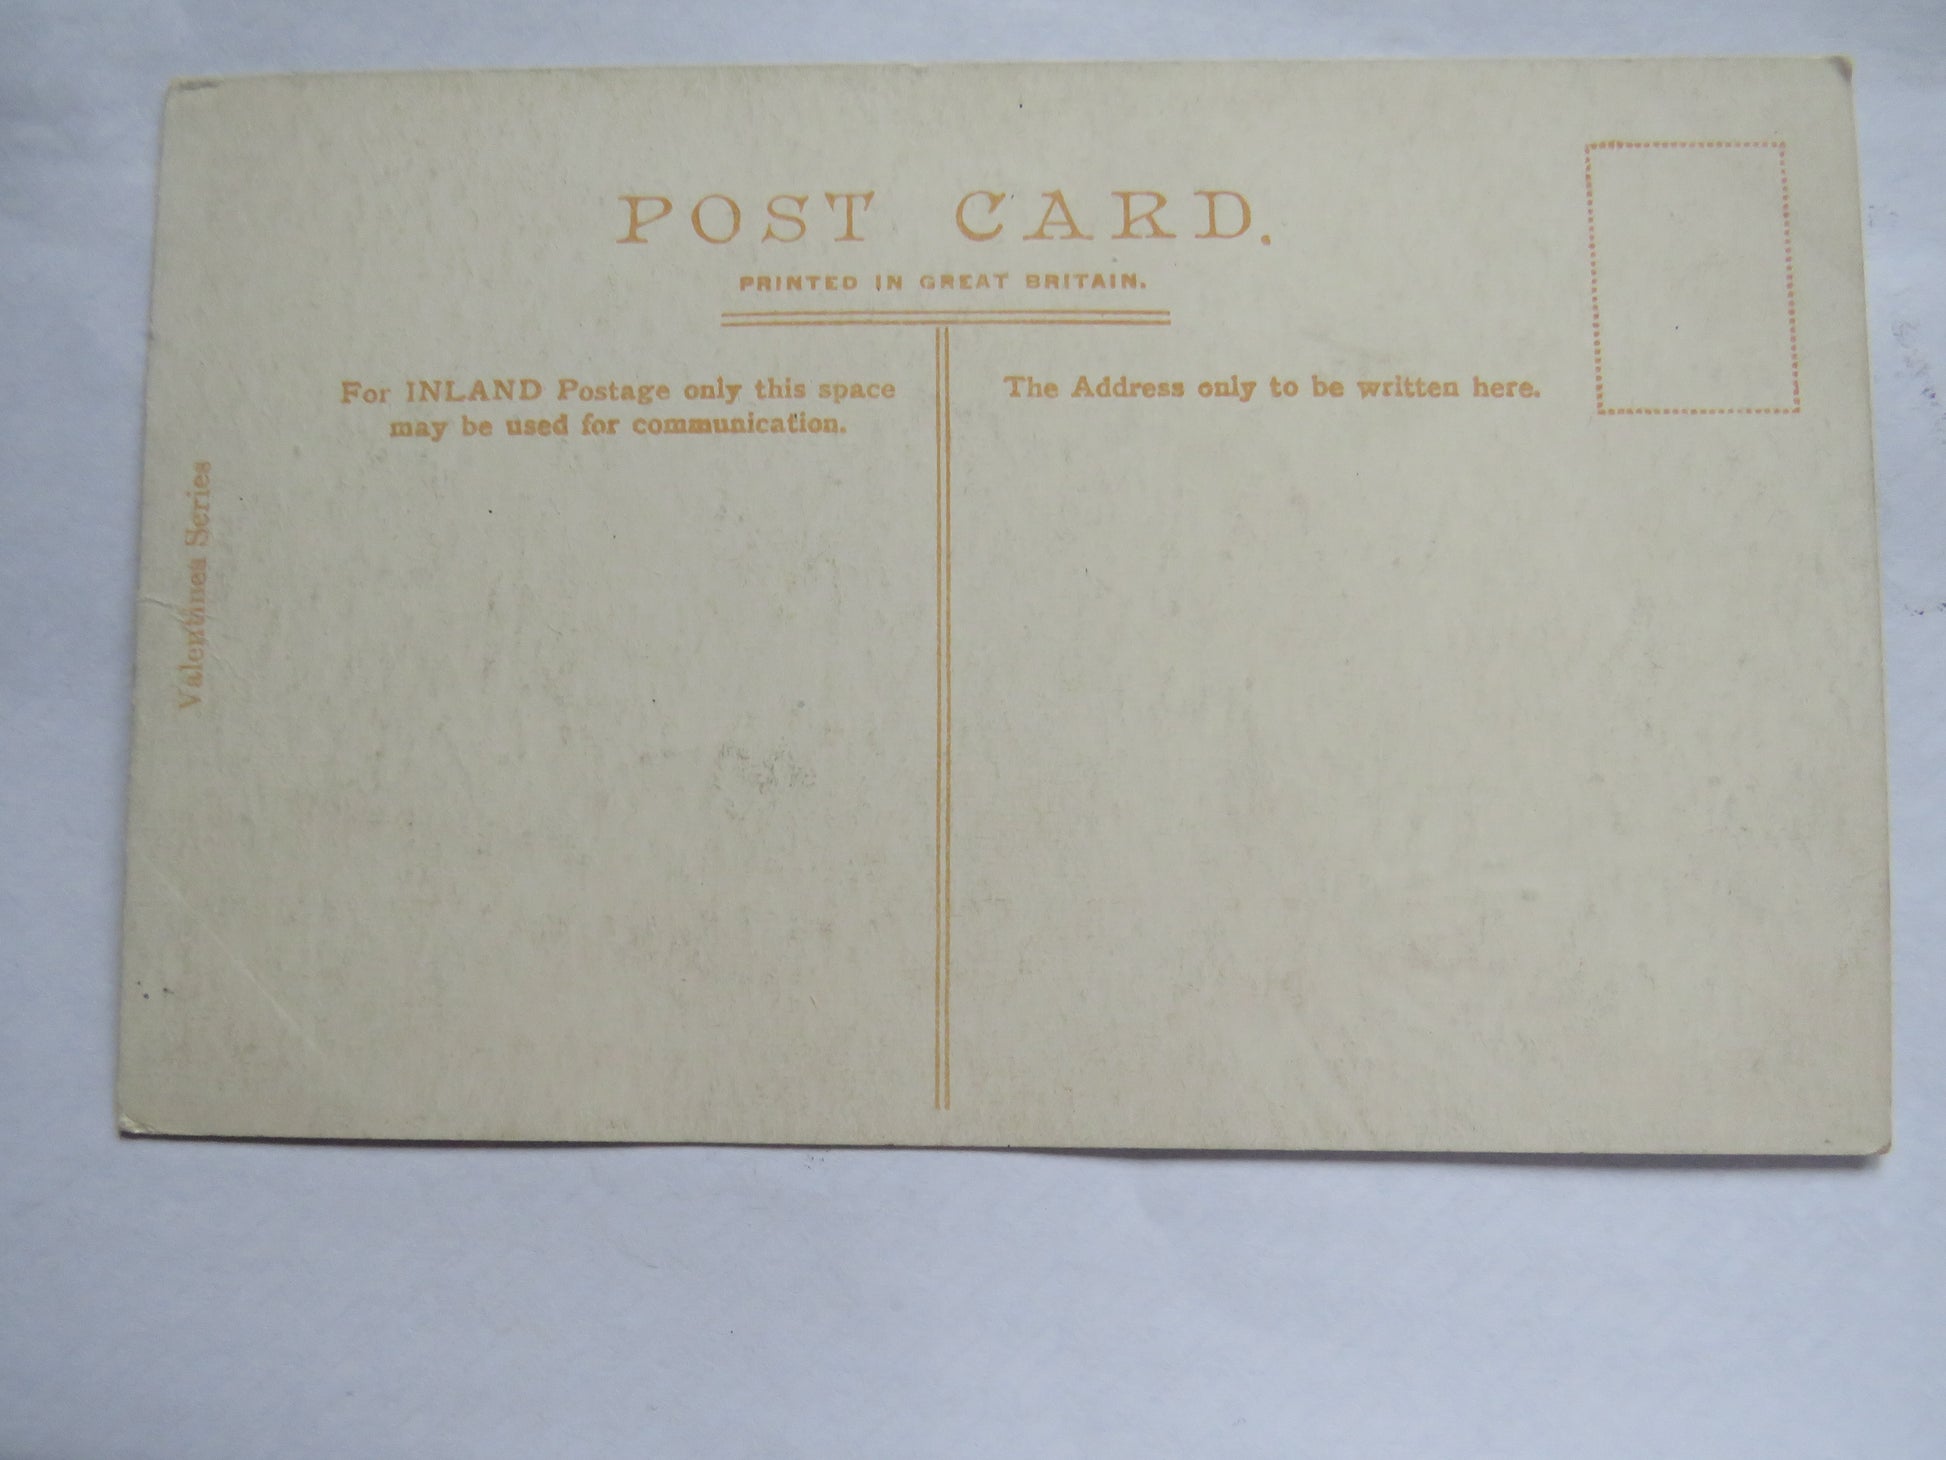 POST CARD.
PRINTED IN GREAT BRITAIN.
For INLAND Postage only this space
may be used for communication.
The Address only to be written here.
Valentines Series